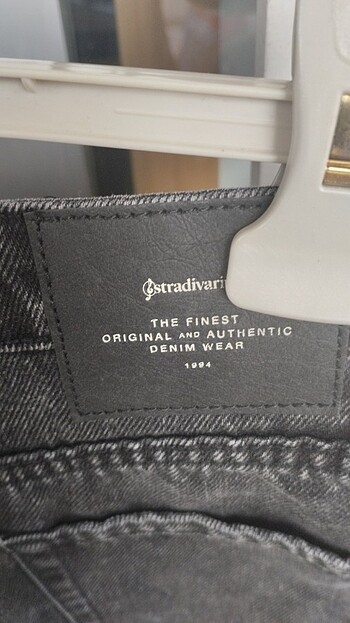 stradivari
THE FINEST
ORIGINAL AND AUTHENTIC
DENIM WEAR
1994